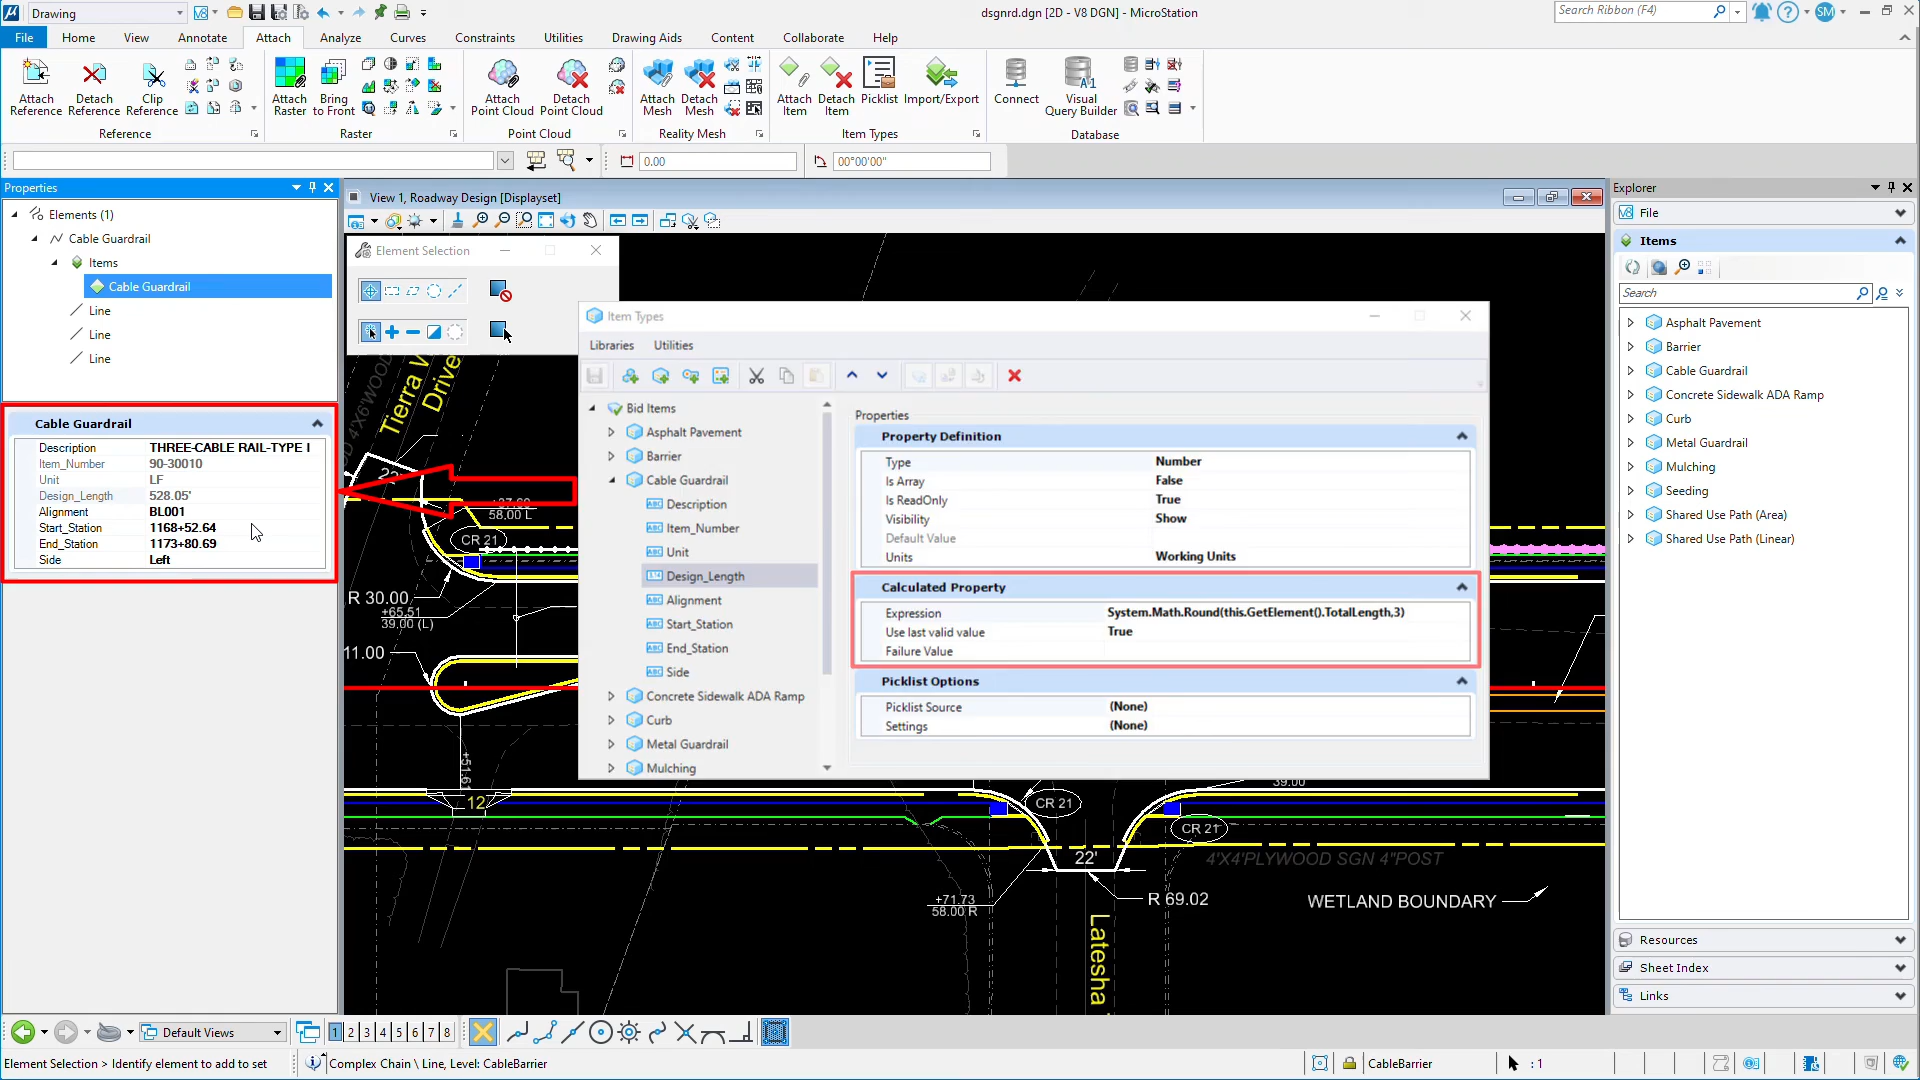 Drawing
dsgnrd.dgn [2D - V8 DGN] - MicroStation
Search Ribbon (F4)
SM
File
Home
View
Annotate
Attach
Analyze
Curves
Constraints
Utilities
Drawing Aids
Content
Collaborate
Help
Attach Reference
Detach Reference
Clip Reference
Reference
Attach Raster
Bring to Front
Raster
Attach Point Cloud
Detach Point Cloud
Point Cloud
Attach Mesh
Detach Mesh
Reality Mesh
Attach Item
Detach Item
Picklist
Import/Export
Item Types
Connect
Visual Query Builder
Database
0.00
00°00'00"
Properties
Elements (1)
Cable Guardrail
Items
Cable Guardrail
Line
Line
Line
Cable Guardrail
Description THREE-CABLE RAIL-TYPE I
Item_Number 90-30010
Unit LF
Design_Length 528.05'
Alignment BL001
Start_Station 1168+52.64
End_Station 1173+80.69
Side Left
View 1, Roadway Design [Displayset]
Element Selection
Item Types
Libraries
Utilities
Bid Items
Asphalt Pavement
Barrier
Cable Guardrail
Description
Item_Number
Unit
Design_Length
Alignment
Start_Station
End_Station
Side
Concrete Sidewalk ADA Ramp
Curb
Metal Guardrail
Mulching
Properties
Property Definition
Type Number
Is Array False
Is ReadOnly True
Visibility Show
Default Value
Units Working Units
Calculated Property
Expression System.Math.Round(this.GetElement().TotalLength,3)
Use last valid value True
Failure Value
Picklist Options
Picklist Source (None)
Settings (None)
Drive
58.00 L
CR 21
R 30.00
+65.51
39.00 (L)
11.00
+51.61
12
39.00
CR 21
CR 21
22'
4'X4'PLYWOOD SGN 4"POST
+71.73
58.00 R
R 69.02
WETLAND BOUNDARY
Latesha
Explorer
File
Items
Search
Asphalt Pavement
Barrier
Cable Guardrail
Concrete Sidewalk ADA Ramp
Curb
Metal Guardrail
Mulching
Seeding
Shared Use Path (Area)
Shared Use Path (Linear)
Resources
Sheet Index
Links
Default Views
1 2 3 4 5 6 7 8
Element Selection > Identify element to add to set
Complex Chain \ Line, Level: CableBarrier
CableBarrier
: 1